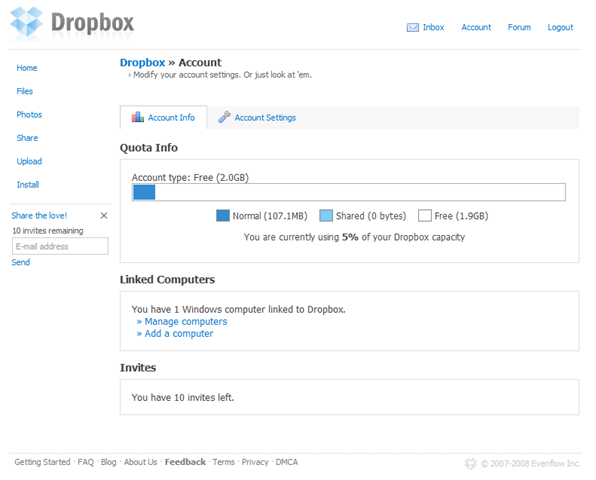 Dropbox
Inbox Account Forum Logout
Home
Files
Photos
Share
Upload
Install
Share the love!
10 invites remaining
E-mail address
Send
Dropbox » Account
› Modify your account settings. Or just look at 'em.
Account Info Account Settings
Quota Info
Account type: Free (2.0GB)
Normal (107.1MB) Shared (0 bytes) Free (1.9GB)
You are currently using 5% of your Dropbox capacity
Linked Computers
You have 1 Windows computer linked to Dropbox.
» Manage computers
» Add a computer
Invites
You have 10 invites left.
Getting Started · FAQ · Blog · About Us · Feedback · Terms · Privacy · DMCA
© 2007-2008 Evenflow Inc.